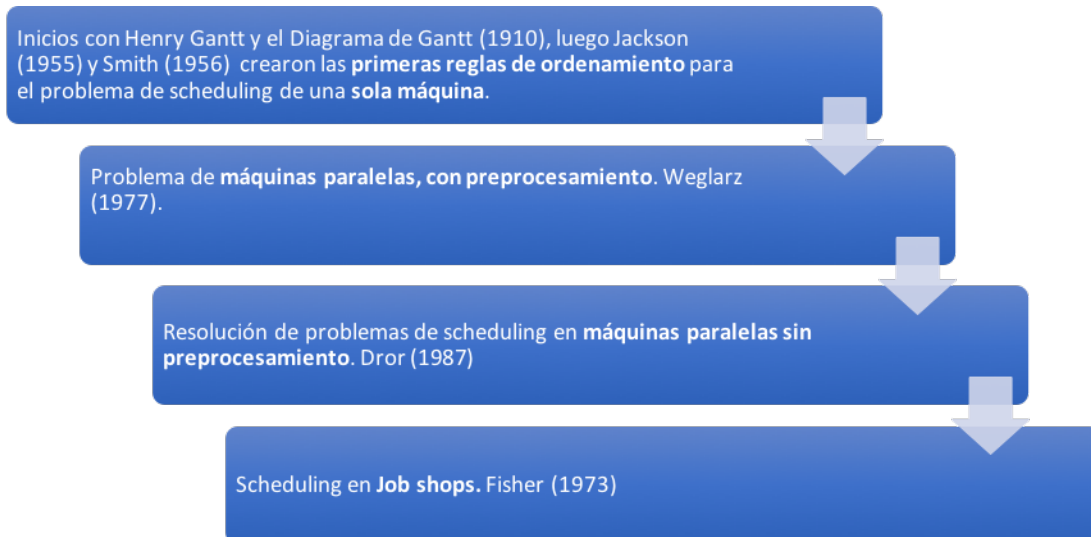 Inicios con Henry Gantt y el Diagrama de Gantt (1910), luego Jackson
(1955) y Smith (1956) crearon las primeras reglas de ordenamiento para
el problema de scheduling de una sola máquina.
Problema de máquinas paralelas, con preprocesamiento. Weglarz
(1977).
Resolución de problemas de scheduling en máquinas paralelas sin
preprocesamiento. Dror (1987)
Scheduling en Job shops. Fisher (1973)